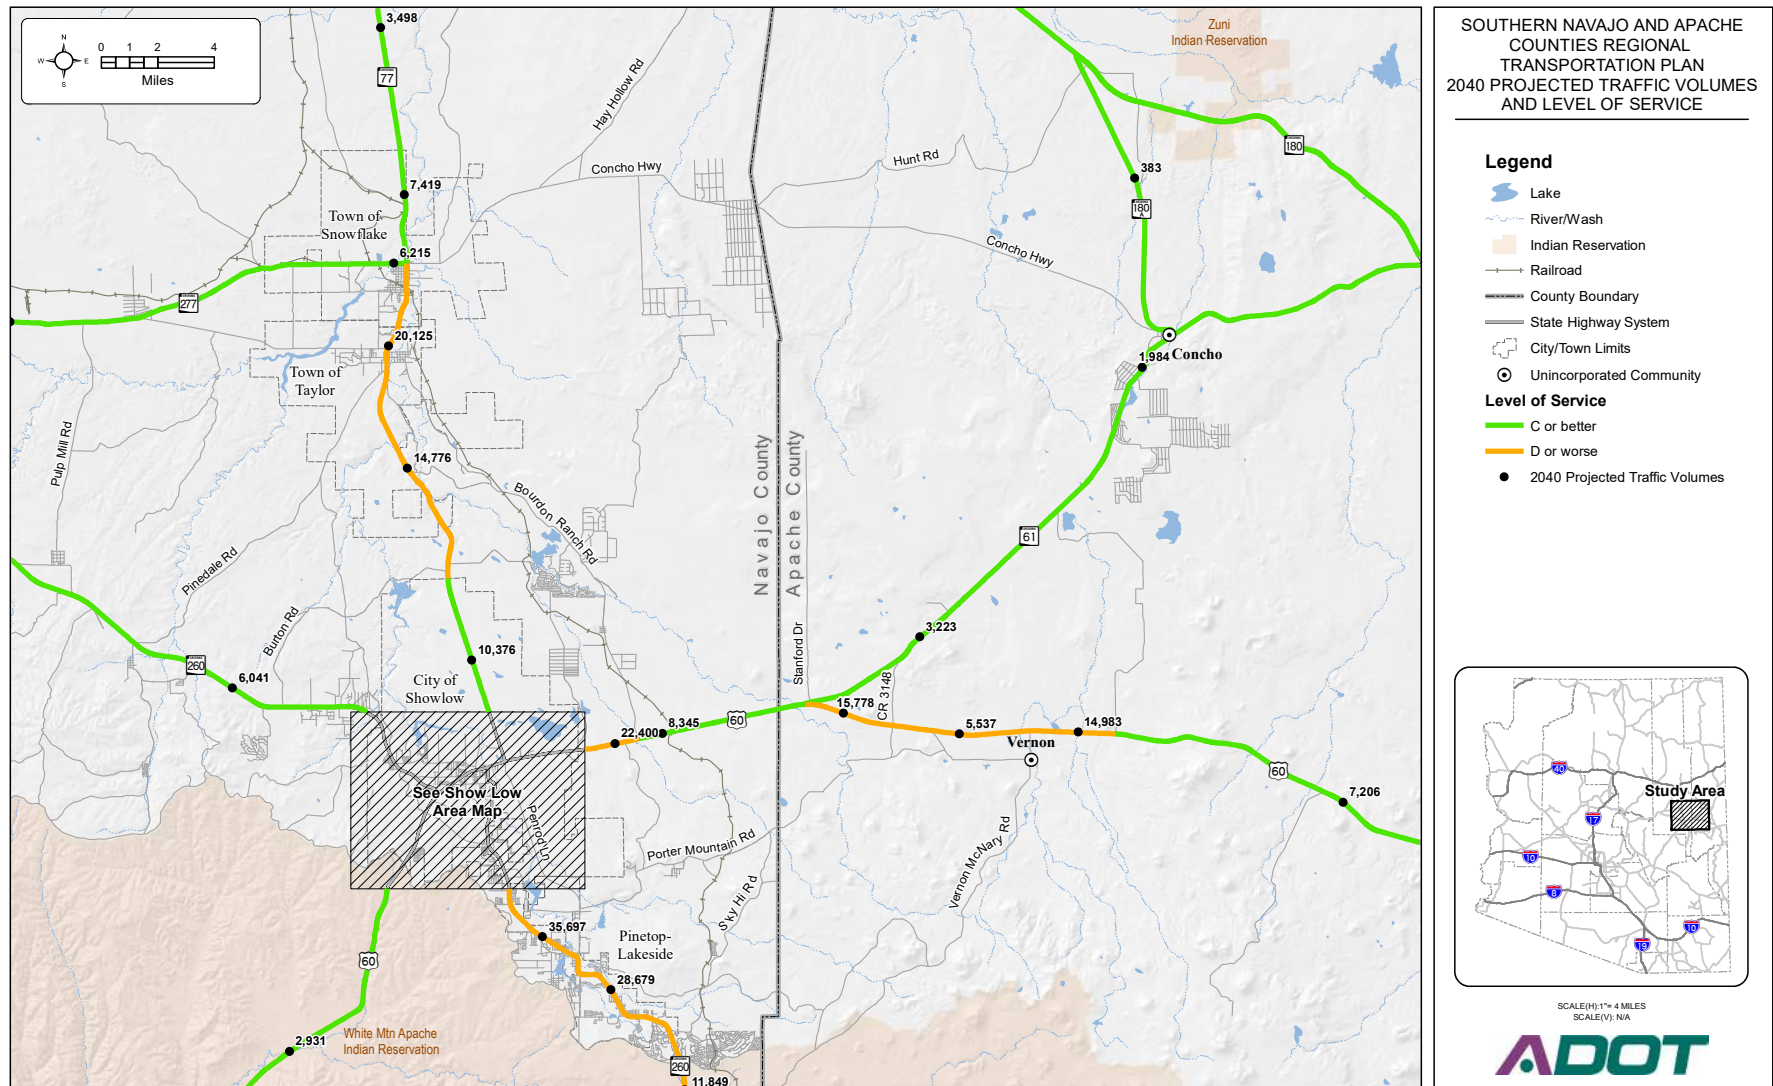 SOUTHERN NAVAJO AND APACHE
COUNTIES REGIONAL
TRANSPORTATION PLAN
2040 PROJECTED TRAFFIC VOLUMES
AND LEVEL OF SERVICE
Legend
Lake
River/Wash
Indian Reservation
Railroad
County Boundary
State Highway System
City/Town Limits
Unincorporated Community
Level of Service
C or better
D or worse
2040 Projected Traffic Volumes
N
W
E
S
0 1 2 4
Miles
3,498
77
Hay Hollow Rd
Zuni
Indian Reservation
180
Concho Hwy
Hunt Rd
383
180
A
7,419
Town of
Snowflake
6,215
Concho Hwy
277
20,125
1,984
Concho
Town of
Taylor
Pulp Mill Rd
14,776
Navajo County
Apache County
Bourdon Ranch Rd
61
Pinedale Rd
Burton Rd
Stanford Dr
3,223
10,376
260
6,041
City of
Showlow
CR 3148
15,778
22,400
8,345
60
5,537
14,983
Vernon
60
7,206
See Show Low
Area Map
Penrod Ln
Porter Mountain Rd
Vernon McNary Rd
Sky Hi Rd
35,697
Pinetop-
Lakeside
60
28,679
2,931
White Mtn Apache
Indian Reservation
260
11,849
40
Study Area
17
10
8
10
19
SCALE(H):1"= 4 MILES
SCALE(V): N/A
ADOT